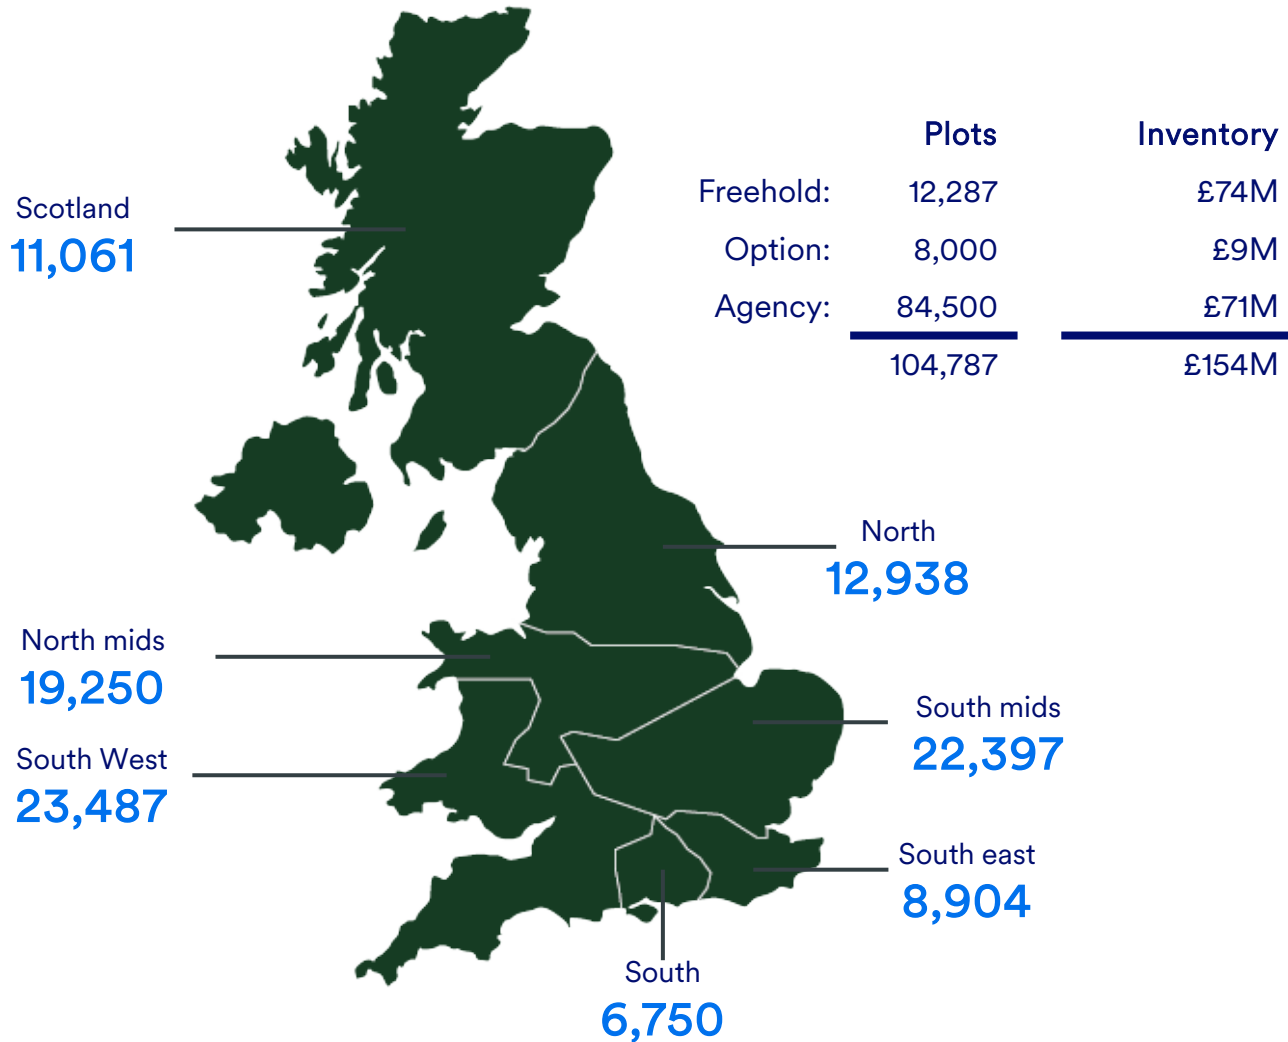 Plots Inventory
Freehold: 12,287 £74M
Option: 8,000 £9M
Agency: 84,500 £71M
104,787 £154M
Scotland
11,061
North
12,938
North mids
19,250
South mids
22,397
South West
23,487
South east
8,904
South
6,750